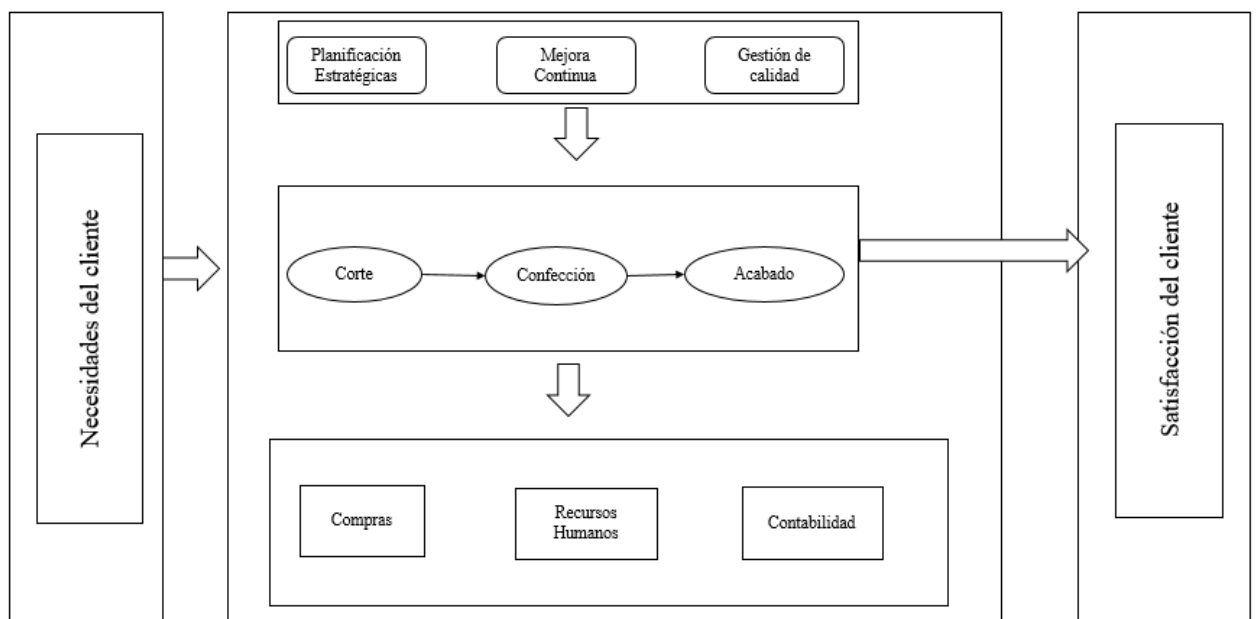 Necesidades del cliente
Planificación
Estratégicas
Mejora
Continua
Gestión de
calidad
Corte
Confección
Acabado
Compras
Recursos
Humanos
Contabilidad
Satisfacción del cliente